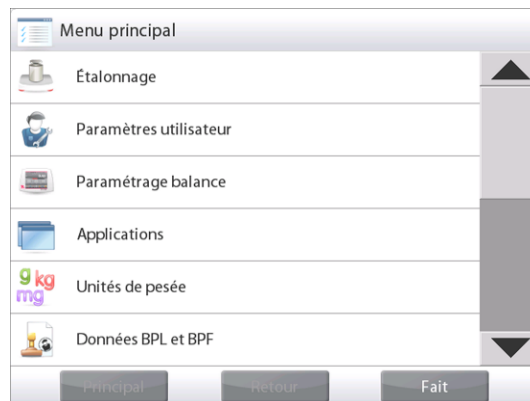 Menu principal
Étalonnage
Paramètres utilisateur
Paramétrage balance
Applications
g kg
mg
Unités de pesée
Données BPL et BPF
Principal
Retour
Fait